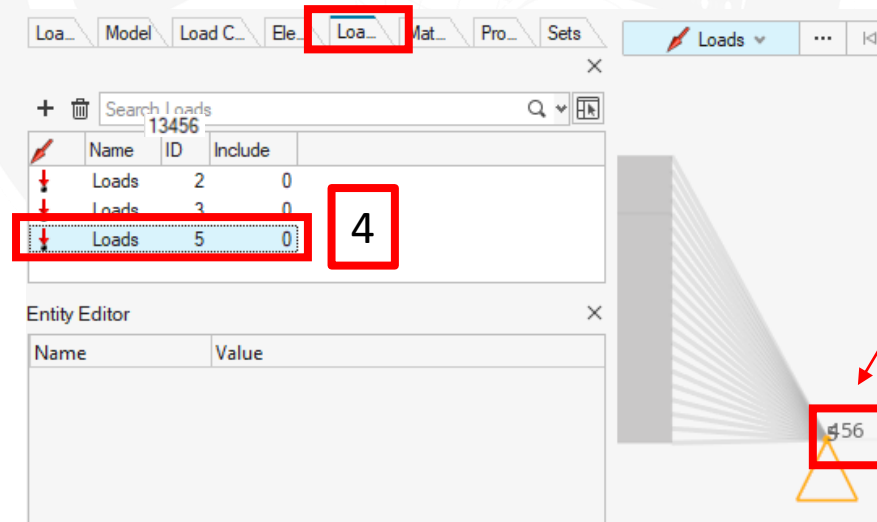 Loa... Model Load C... Ele... Loa... Mat... Pro... Sets
Loads
Search Loads
13456
Name ID Include
Loads 2 0
Loads 3 0
Loads 5 0
4
Entity Editor
Name Value
456